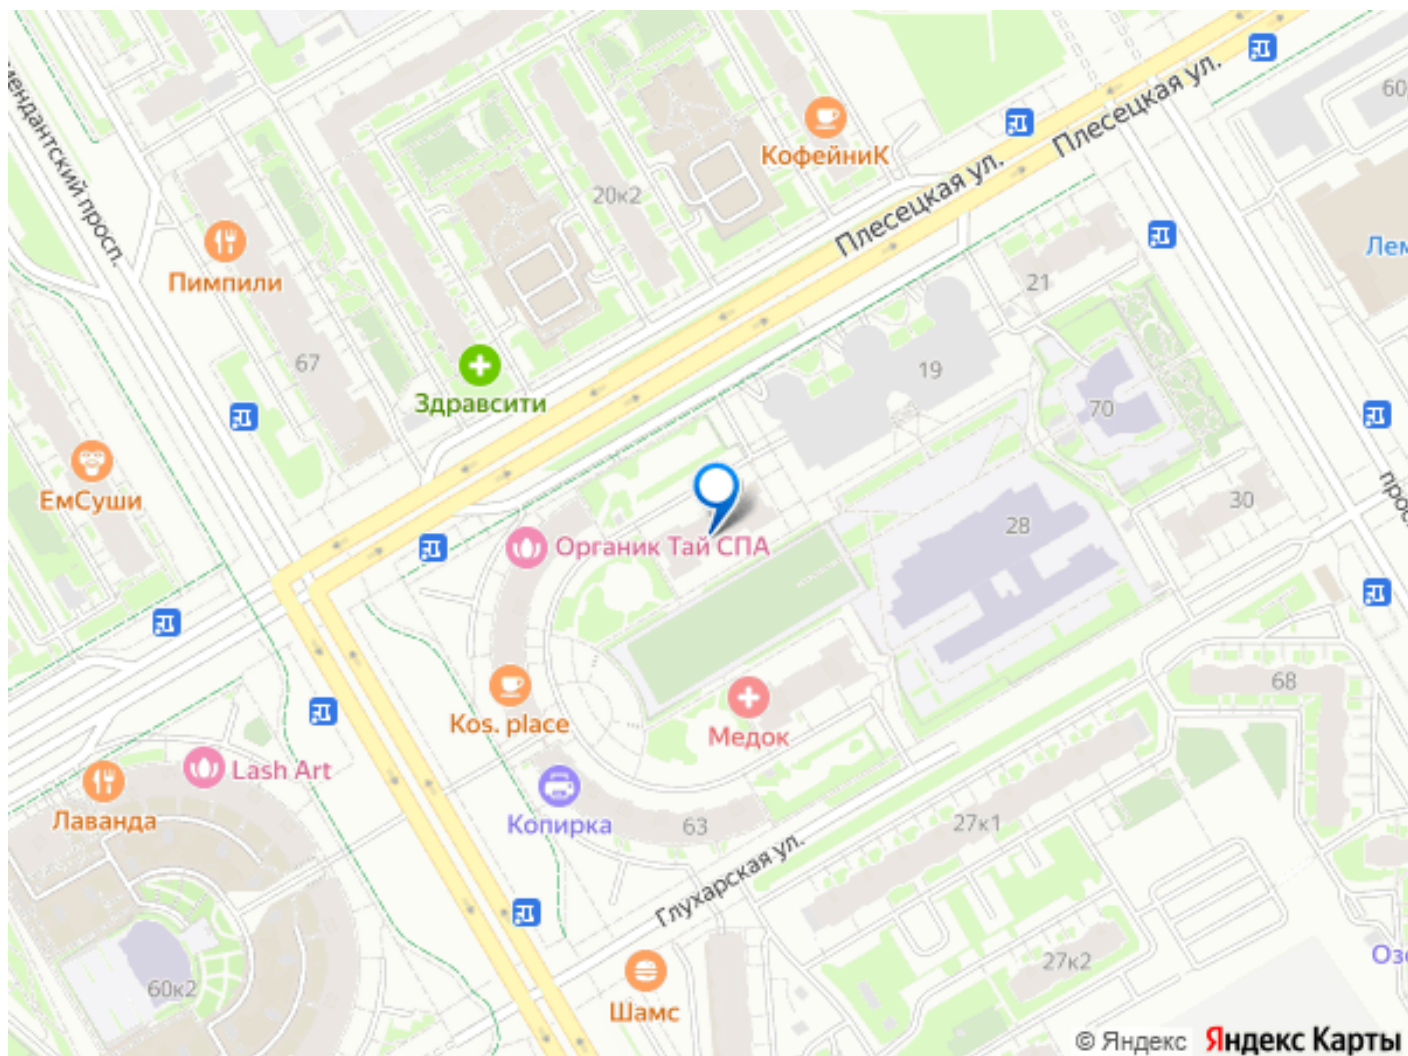 Плесецкая ул.
60
КофейниК
Плесецкая ул.
ендантский просп.
20к2
Пимпили
Лем
21
67
19
Здравсити
70
ЕмСуши
30
28
Органик Тай СПА
прос
68
Kos. place
Медок
Lash Art
Лаванда
Копирка
63
27к1
Глухарская ул.
60к2
27к2
Озо
Шамс
© Яндекс Яндекс Карты